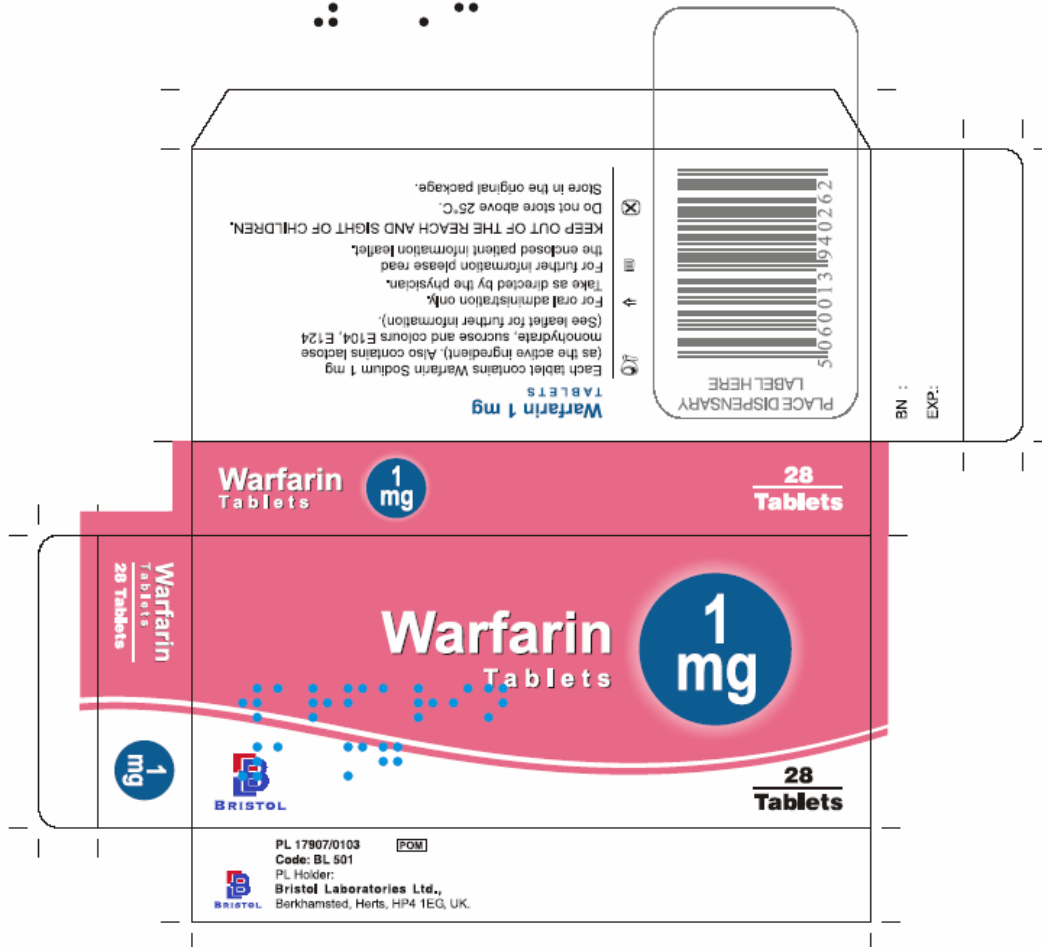 Warfarin 1 mg
TABLETS
Each tablet contains Warfarin Sodium 1 mg
(as the active ingredient). Also contains lactose
monohydrate, sucrose and colours E104, E124
(See leaflet for further information).
For oral administration only.
Take as directed by the physician.
For further information please read
the enclosed patient information leaflet.
KEEP OUT OF THE REACH AND SIGHT OF CHILDREN.
Do not store above 25°C.
Store in the original package.
PLACE DISPENSARY
LABEL HERE
5 060013 940262
BN :
EXP.:
Warfarin
Tablets
1
mg
28
Tablets
Warfarin
Tablets
28 Tablets
1
mg
Warfarin
Tablets
1
mg
BRISTOL
28
Tablets
PL 17907/0103 POM
Code: BL 501
PL Holder:
Bristol Laboratories Ltd.,
Berkhamsted, Herts, HP4 1EG, UK.
BRISTOL